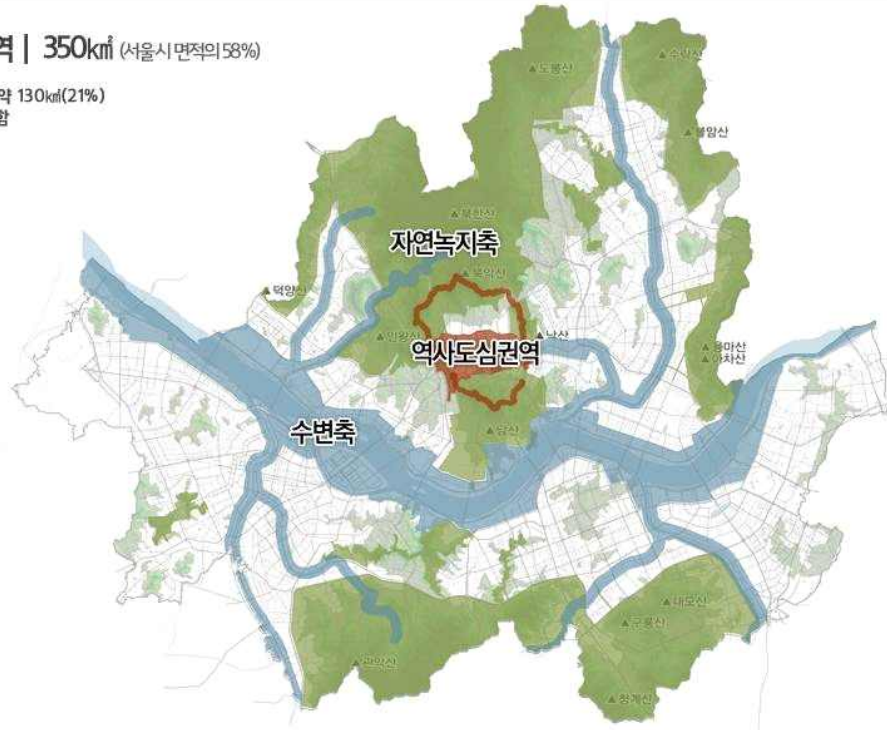 역 | 350㎢ (서울시 면적의 58%)
약 130㎢(21%)
함
▲도봉산
▲수락산
▲불암산
▲북한산
자연녹지축
▲북악산
▲덕양산
▲인왕산
▲낙산
역사도심권역
▲용마산
▲아차산
수변축
▲남산
▲대모산
▲구룡산
▲관악산
▲청계산